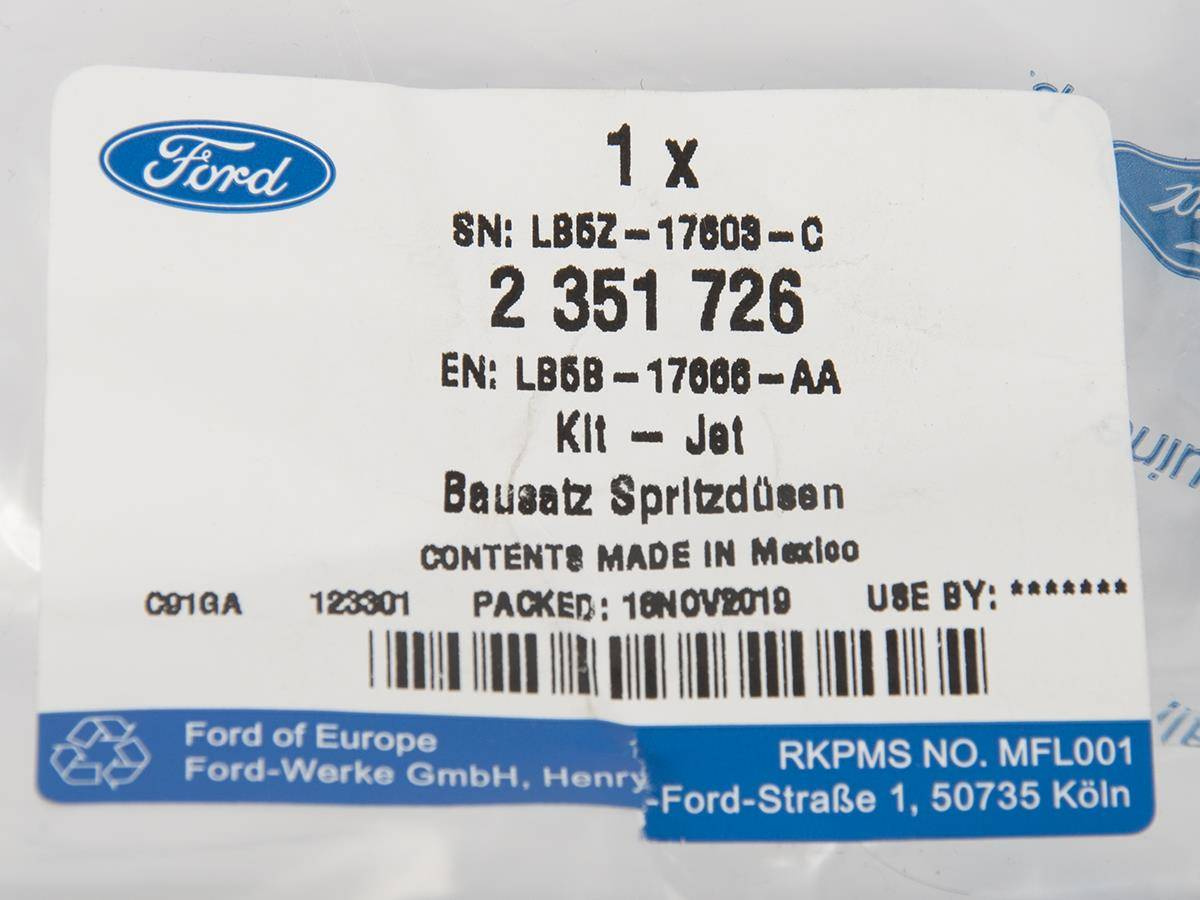 Ford
1 x
SN: LB5Z-17603-C
2 351 726
EN: LB5B-17666-AA
Kit - Jet
Bausatz Spritzdüsen
CONTENTS MADE IN Mexico
C91GA 123301 PACKED: 16NOV2019 USE BY: *******
Ford of Europe
RKPMS NO. MFL001
Ford-Werke GmbH, Henry-Ford-Straße 1, 50735 Köln